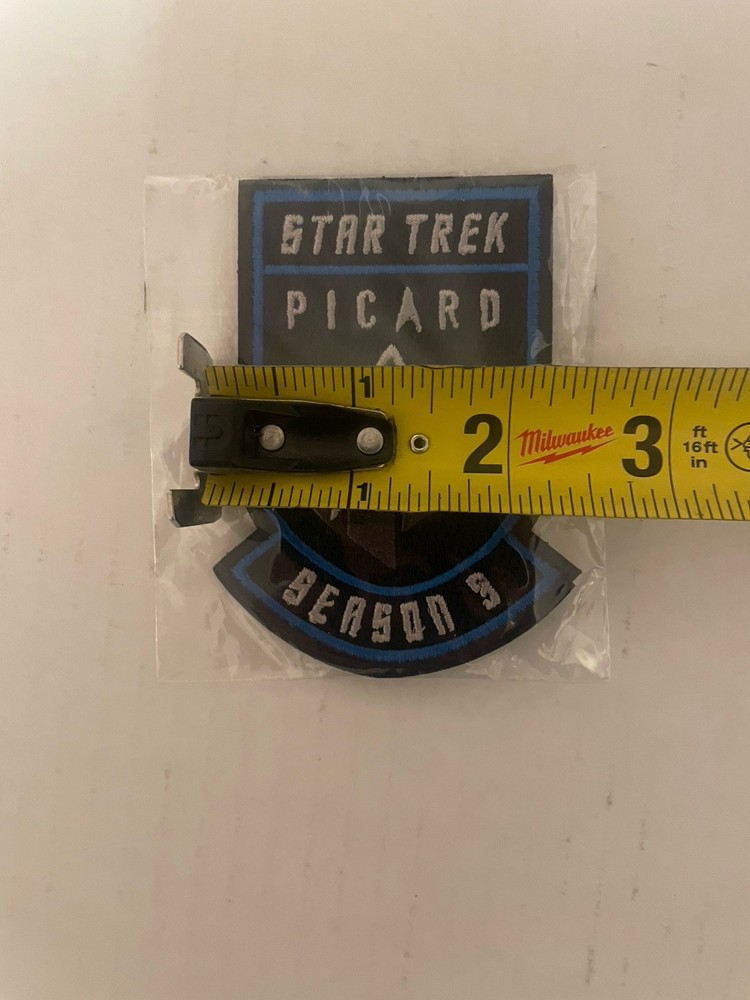 STAR TREK
PICARD
1
2 Milwaukee 3 ft
16ft
in
1
SEASON 3